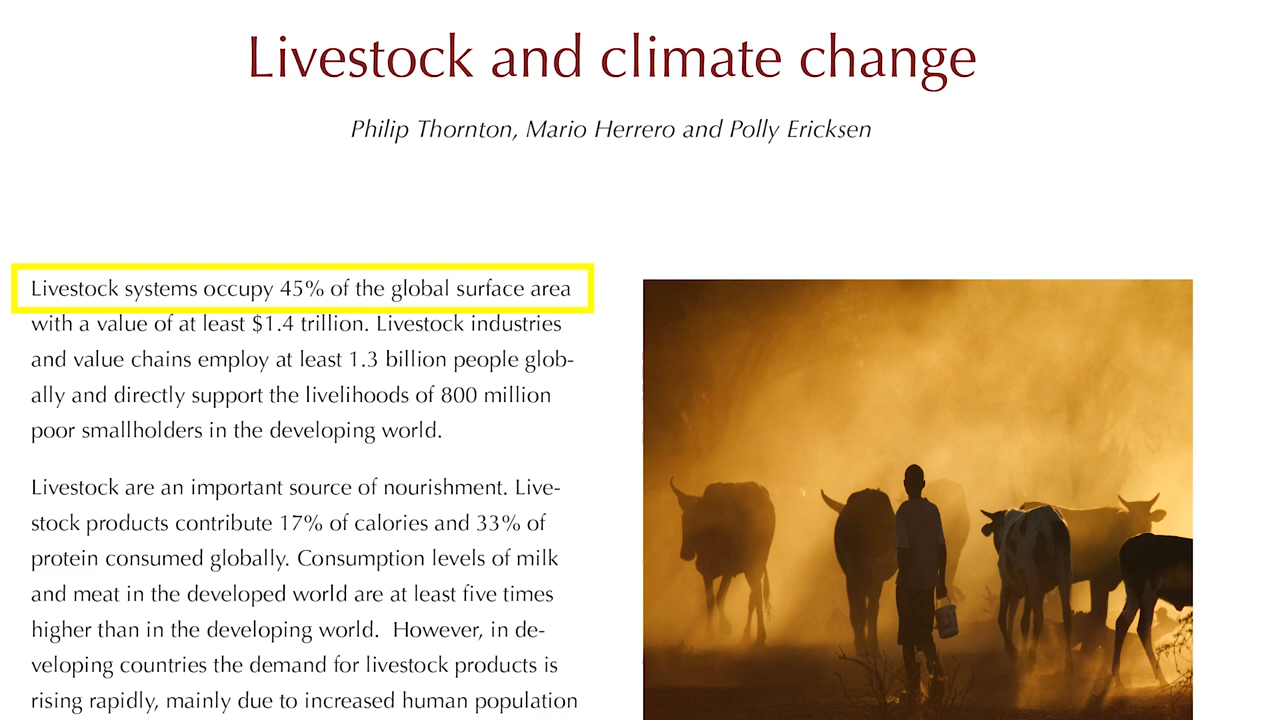 Livestock and climate change
Philip Thornton, Mario Herrero and Polly Ericksen
Livestock systems occupy 45% of the global surface area
with a value of at least $1.4 trillion. Livestock industries
and value chains employ at least 1.3 billion people glob-
ally and directly support the livelihoods of 800 million
poor smallholders in the developing world.
Livestock are an important source of nourishment. Live-
stock products contribute 17% of calories and 33% of
protein consumed globally. Consumption levels of milk
and meat in the developed world are at least five times
higher than in the developing world.  However, in de-
veloping countries the demand for livestock products is
rising rapidly, mainly due to increased human population